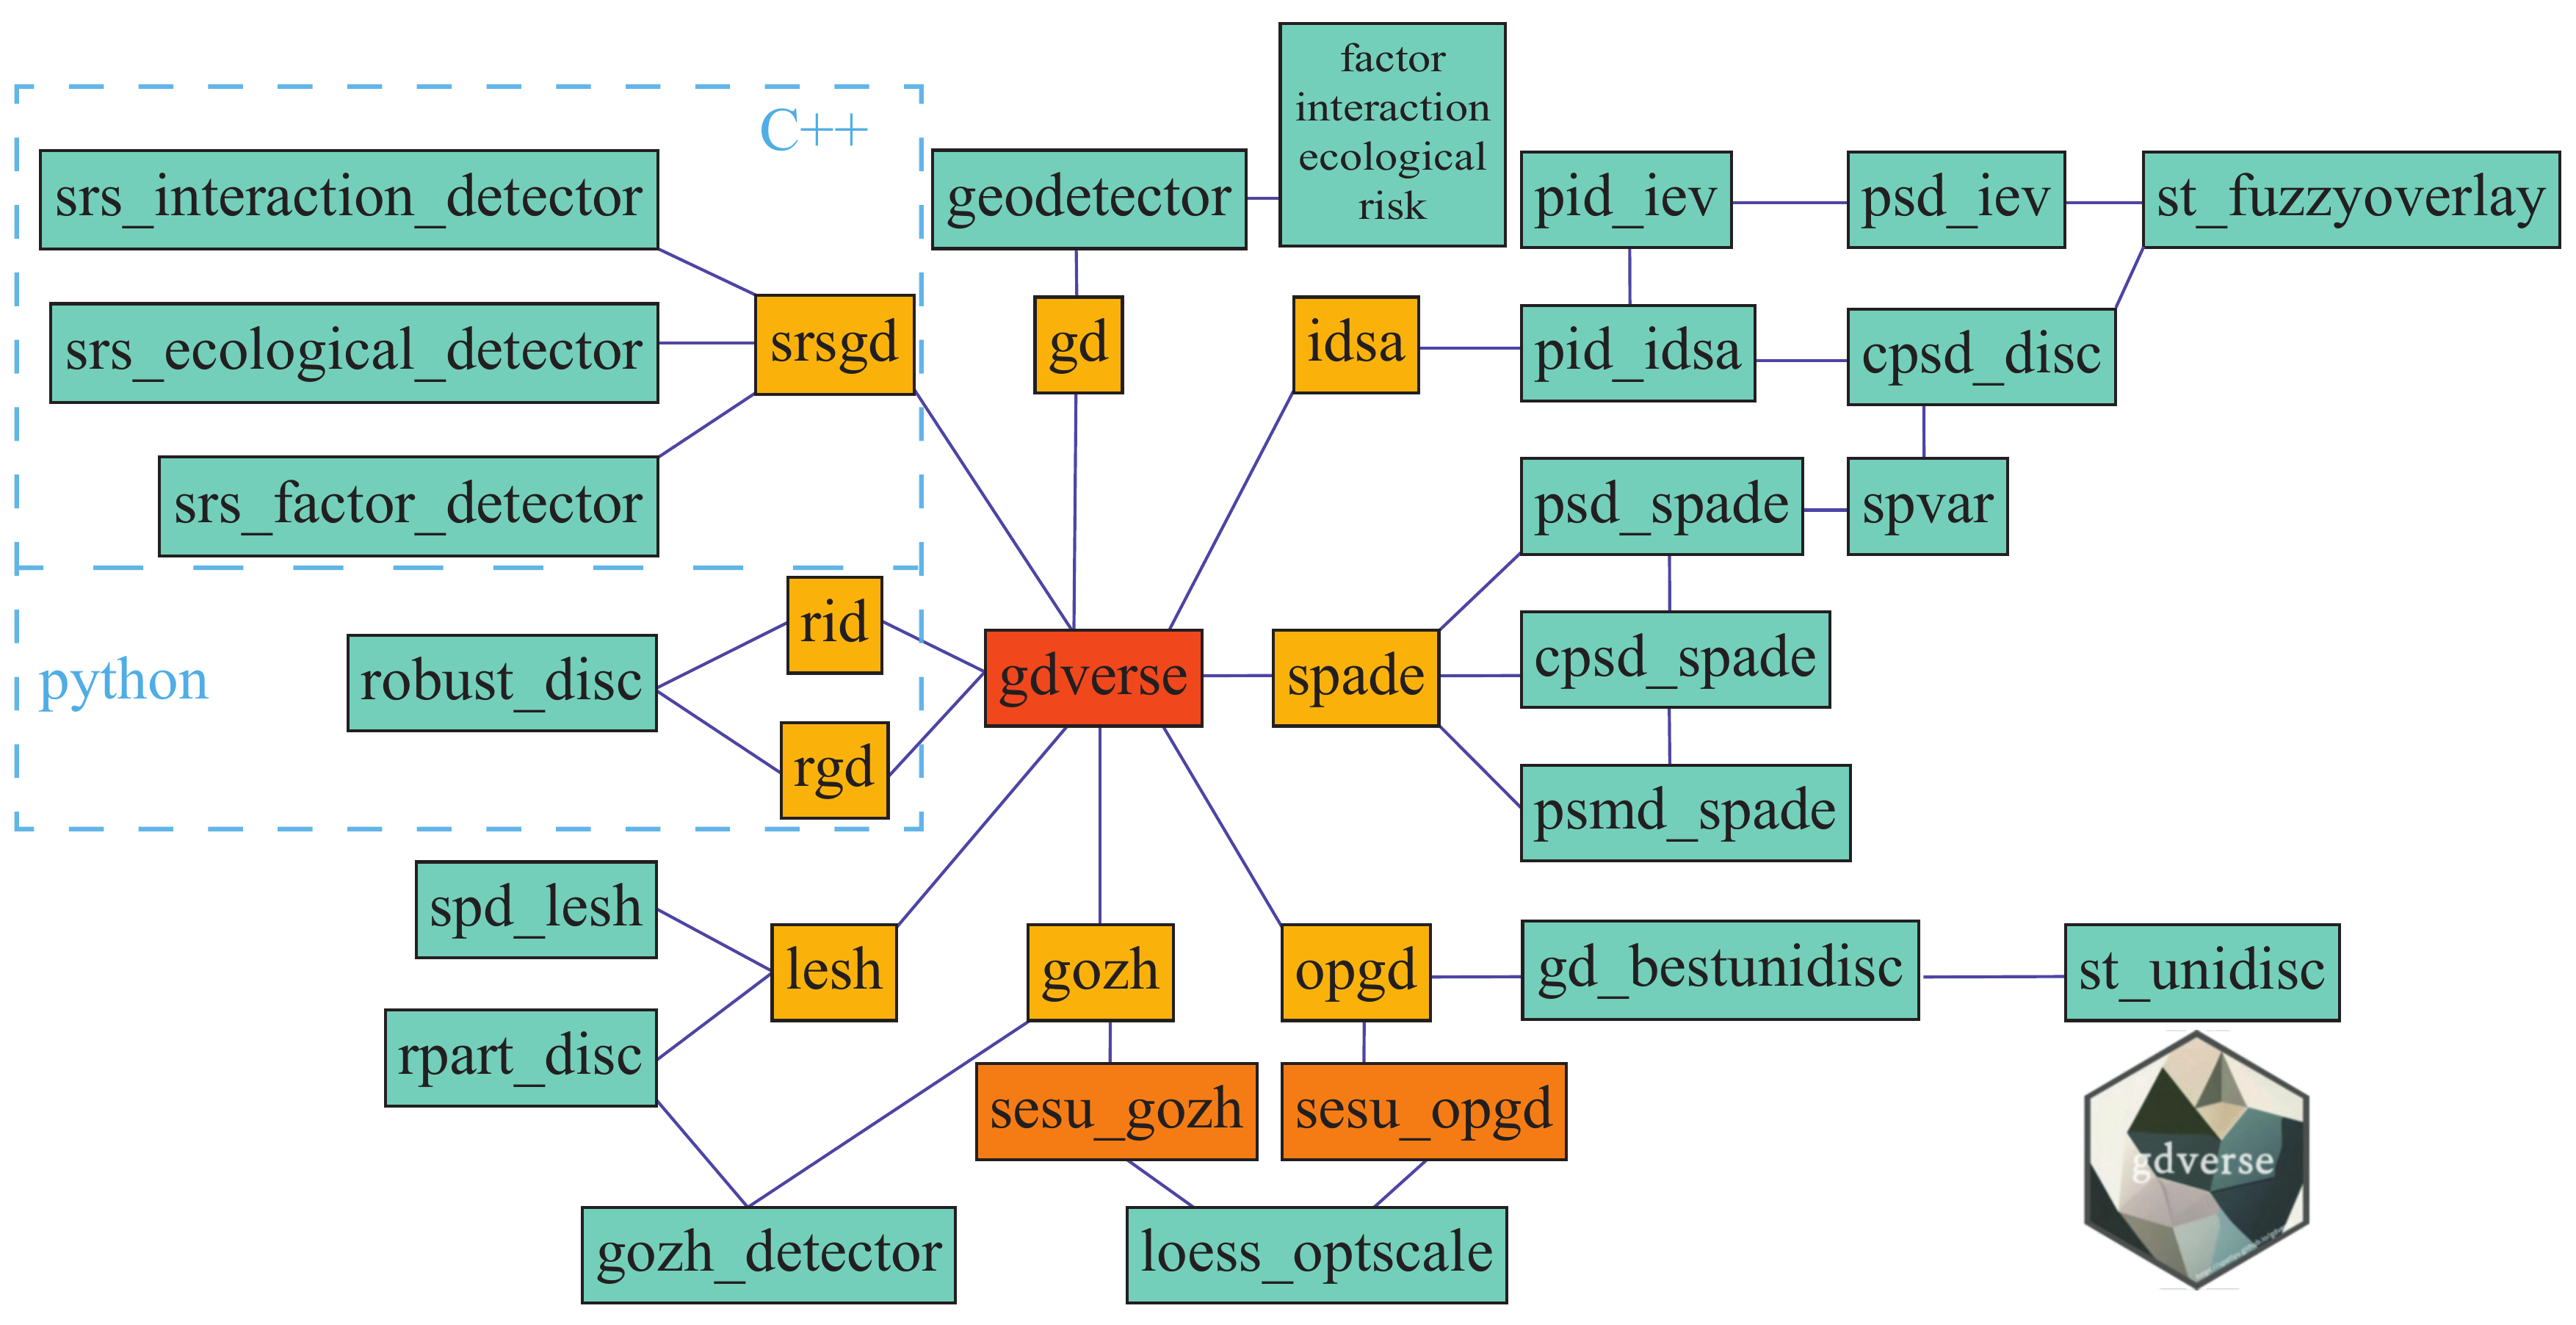 factor
interaction
ecological
risk
C++
srs_interaction_detector
geodetector
pid_iev
psd_iev
st_fuzzyoverlay
srs_ecological_detector
srsgd
gd
idsa
pid_idsa
cpsd_disc
srs_factor_detector
psd_spade
spvar
rid
python
robust_disc
gdverse
spade
cpsd_spade
rgd
psmd_spade
spd_lesh
lesh
gozh
opgd
gd_bestunidisc
st_unidisc
rpart_disc
sesu_gozh
sesu_opgd
gdverse
gozh_detector
loess_optscale